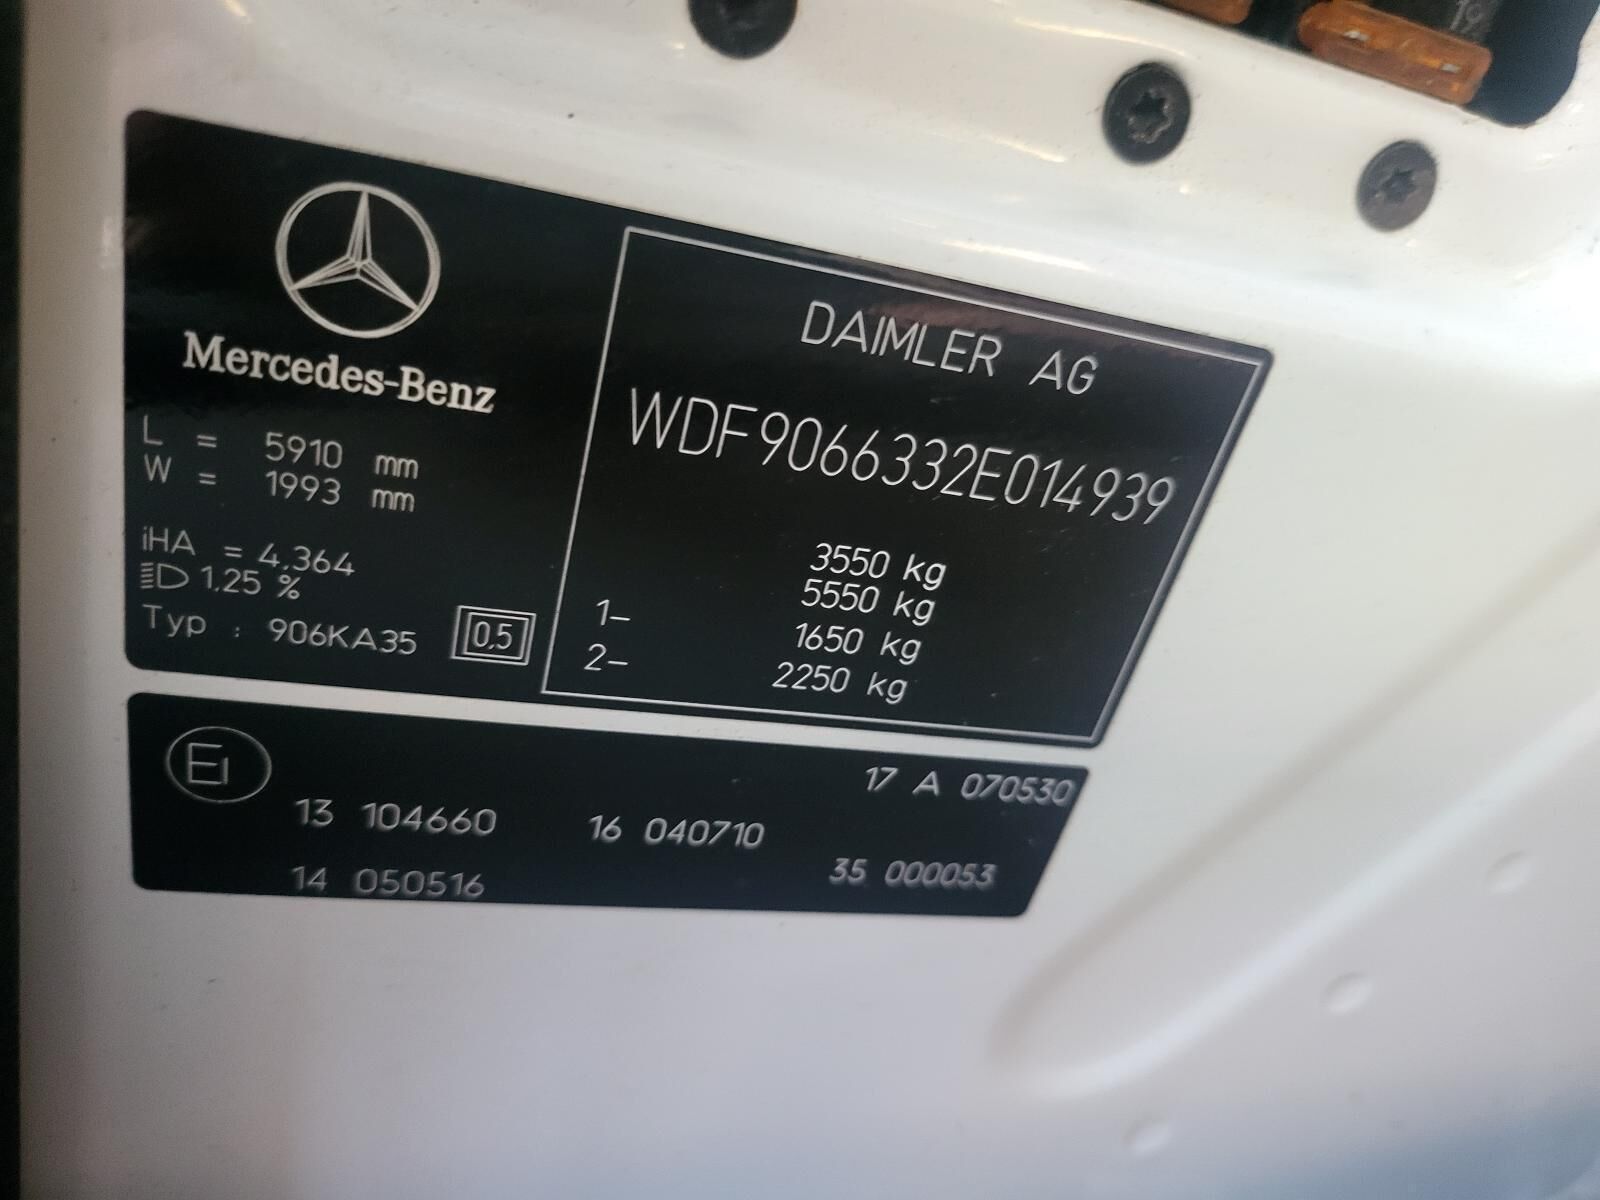 Mercedes-Benz
L = 5910 mm
W = 1993 mm
iHA = 4,364
1,25 %
Typ : 906KA35
0,5
DAIMLER AG
WDF9066332E014939
3550 kg
5550 kg
1- 1650 kg
2- 2250 kg
E1
17 A 070530
13 104660
16 040710
14 050516
35 000053